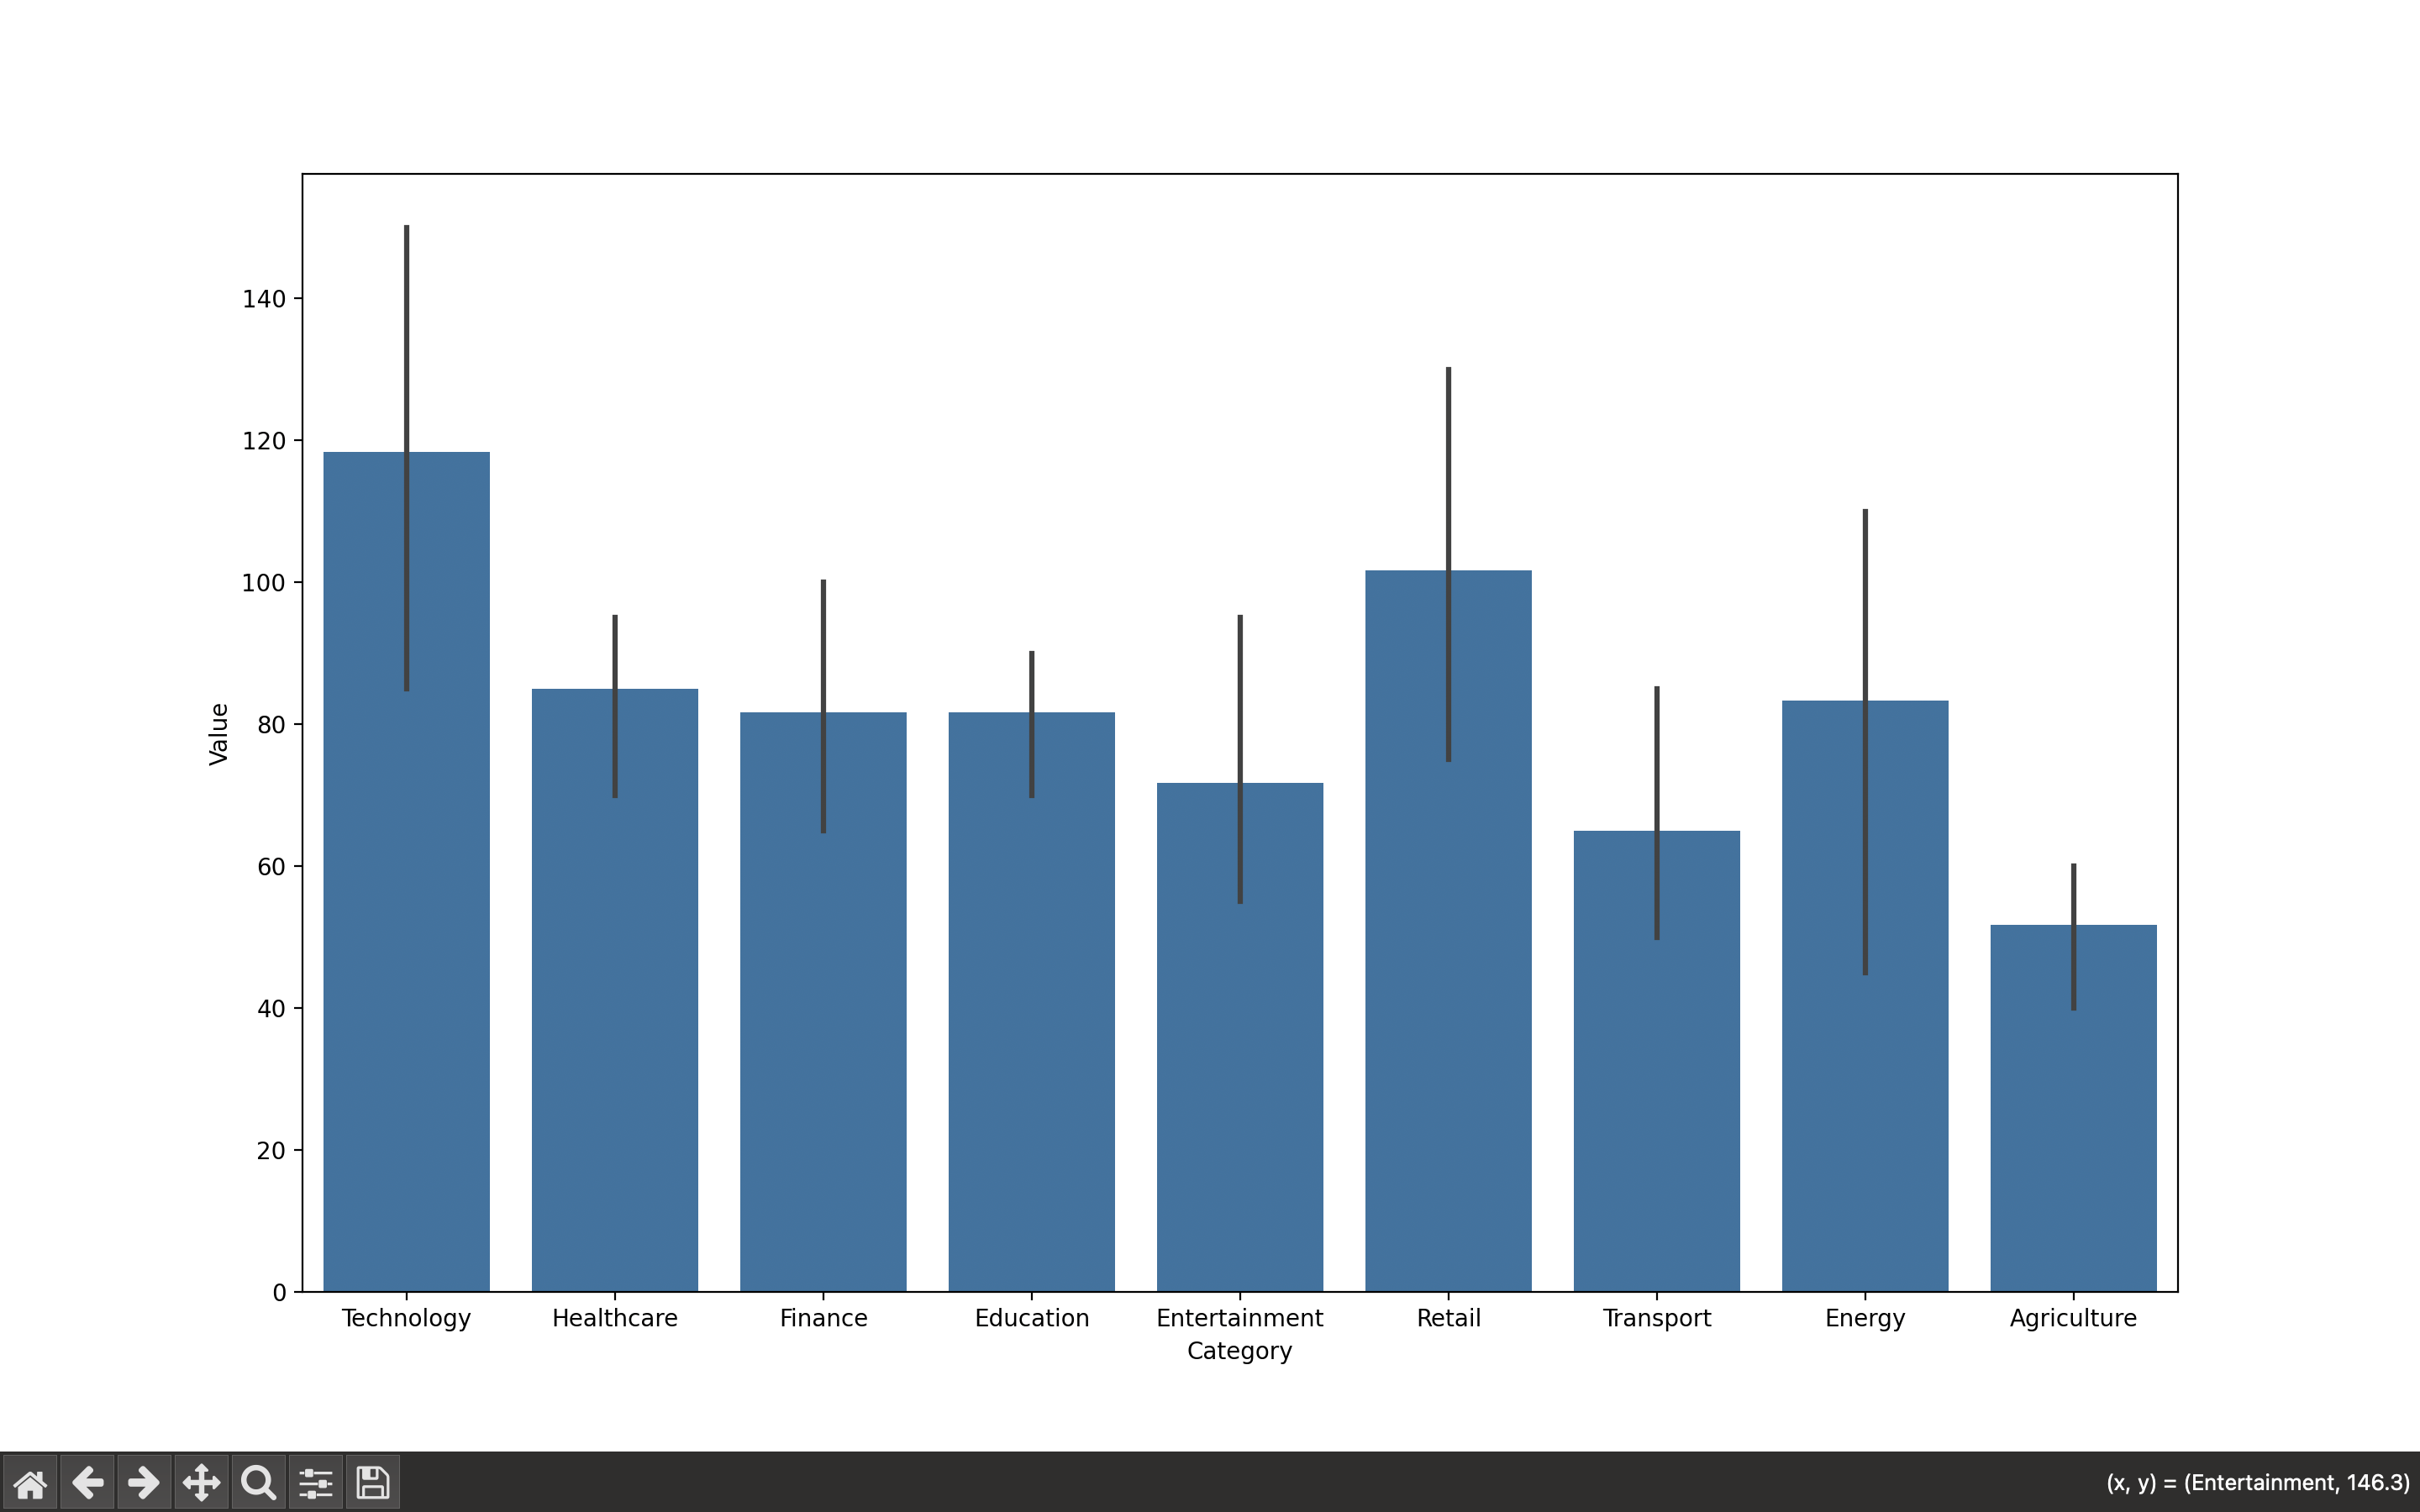 140
120
100
80
60
40
20
0
Value
Technology Healthcare Finance Education Entertainment Retail Transport Energy Agriculture
Category
(x, y) = (Entertainment, 146.3)